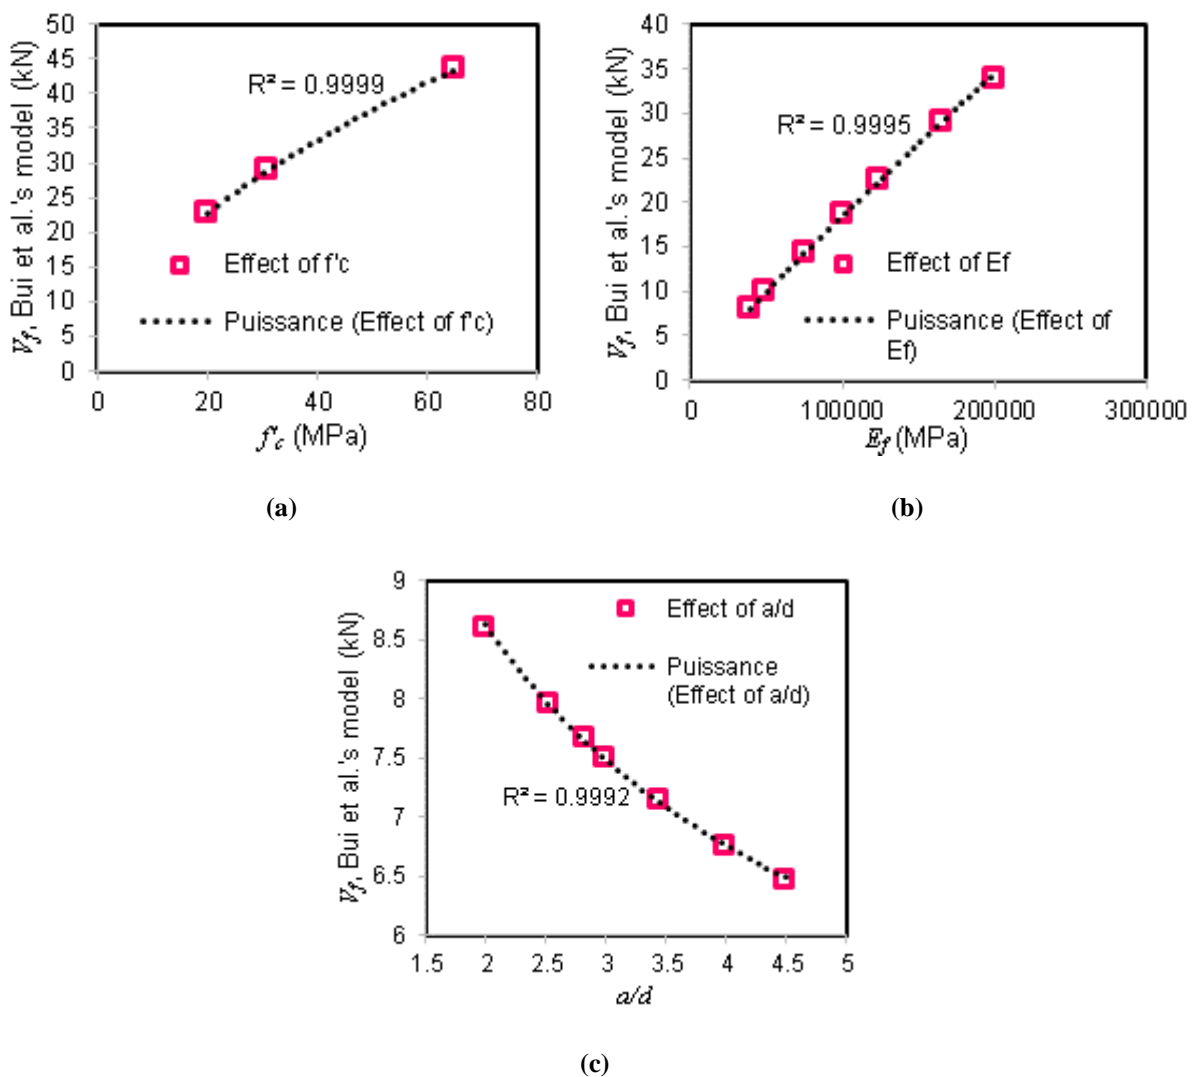 50
45
40
35
30
25
20
15
10
5
0
V_f, Bui et al.'s model (kN)
R² = 0.9999
Effect of f'c
Puissance (Effect of f'c)
0 20 40 60 80
f'_c (MPa)
(a)
40
35
30
25
20
15
10
5
0
V_f, Bui et al.'s model (kN)
R² = 0.9995
Effect of Ef
Puissance (Effect of
Ef)
0 100000 200000 300000
E_f (MPa)
(b)
9
8.5
8
7.5
7
6.5
6
V_f, Bui et al.'s model (kN)
Effect of a/d
Puissance
(Effect of a/d)
R² = 0.9992
1.5 2 2.5 3 3.5 4 4.5 5
a/d
(c)